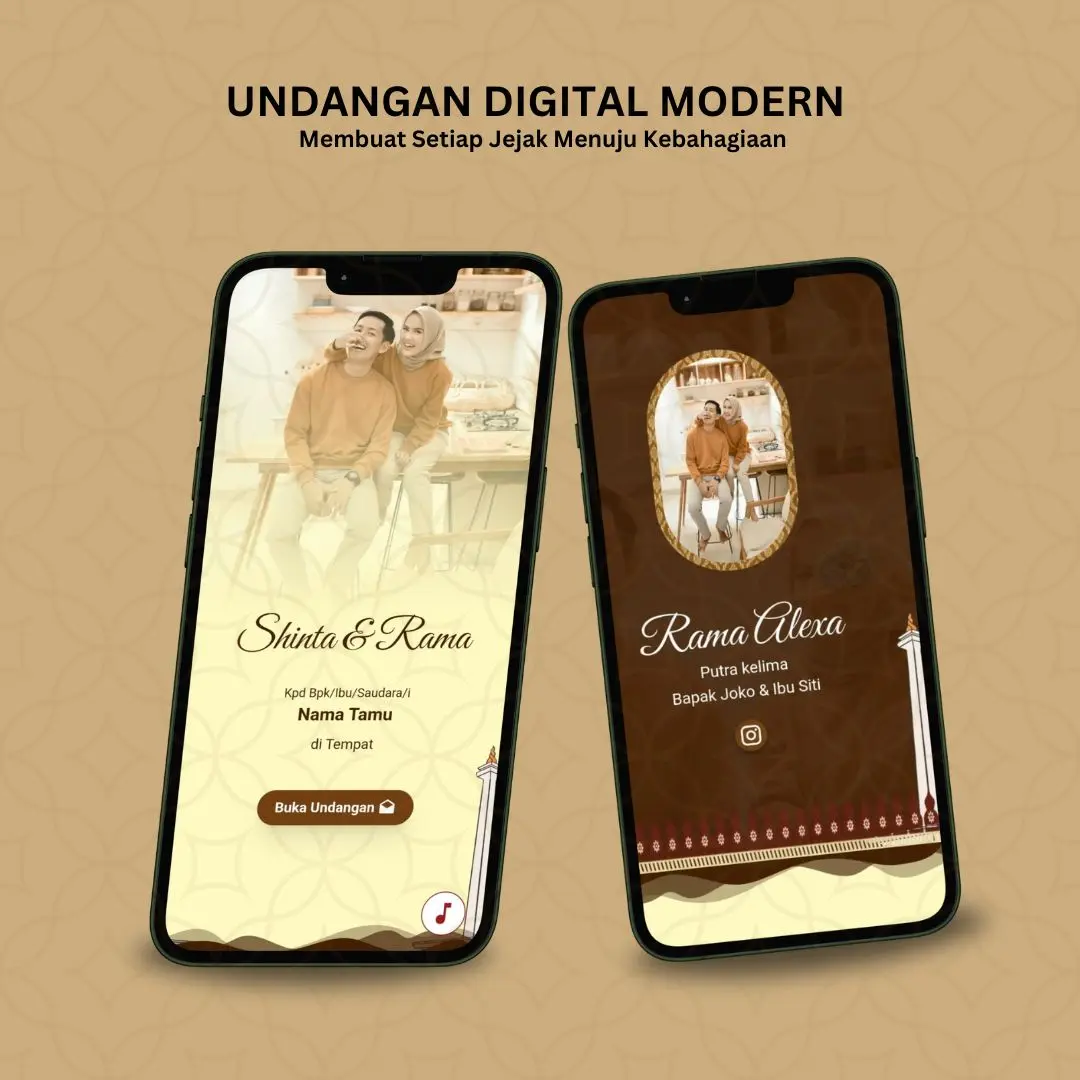 UNDANGAN DIGITAL MODERN
Membuat Setiap Jejak Menuju Kebahagiaan
Shinta & Rama
Kpd Bpk/Ibu/Saudara/i
Nama Tamu
di Tempat
Buka Undangan
Rama Alexa
Putra kelima
Bapak Joko & Ibu Siti